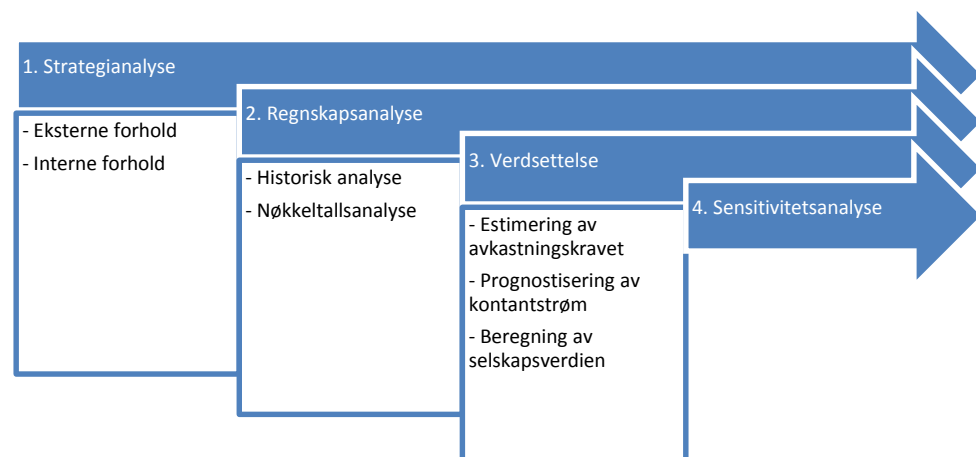 1. Strategianalyse
- Eksterne forhold
- Interne forhold
2. Regnskapsanalyse
- Historisk analyse
- Nøkkeltallsanalyse
3. Verdsettelse
- Estimering av
avkastningskravet
- Prognostisering av
kontantstrøm
- Beregning av
selskapsverdien
4. Sensitivitetsanalyse